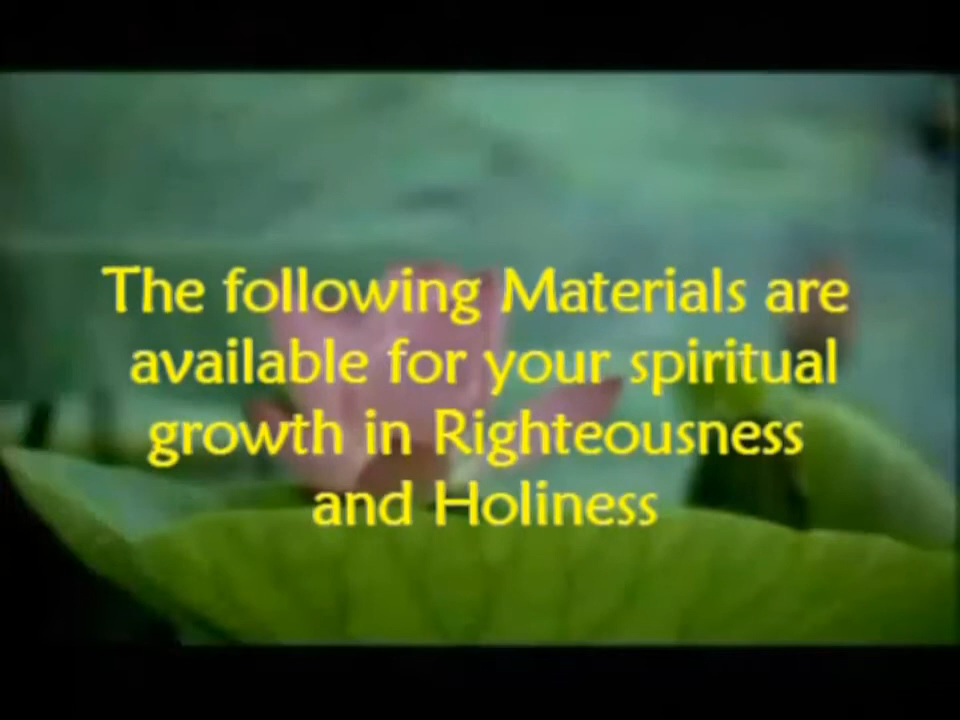 The following Materials are
available for your spiritual
growth in Righteousness
and Holiness